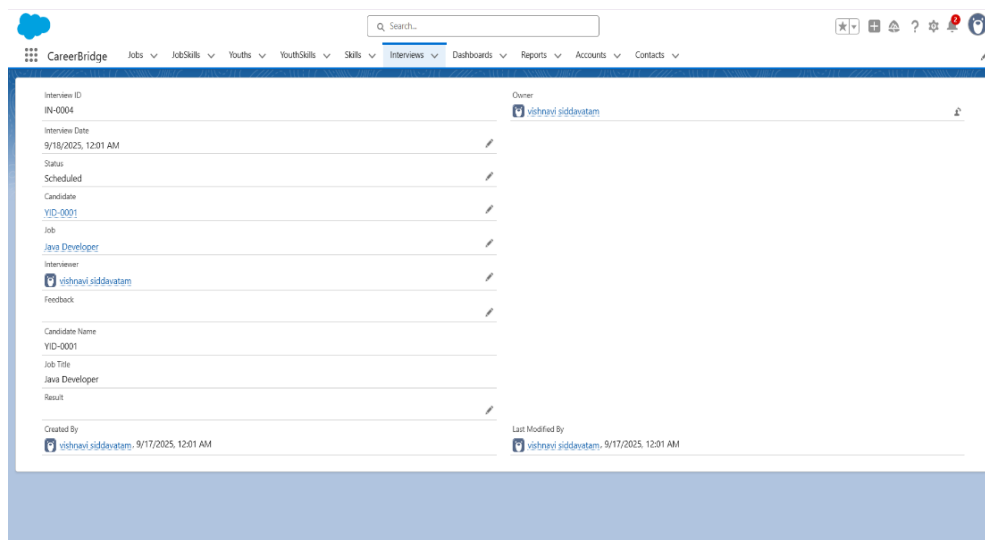 Search...
2
CareerBridge Jobs JobSkills Youths YouthSkills Skills Interviews Dashboards Reports Accounts Contacts
Interview ID
IN-0004
Owner
vishnavi siddavatam
Interview Date
9/18/2025, 12:01 AM
Status
Scheduled
Candidate
YID-0001
Job
Java Developer
Interviewer
vishnavi siddavatam
Feedback
Candidate Name
YID-0001
Job Title
Java Developer
Result
Created By
vishnavi siddavatam, 9/17/2025, 12:01 AM
Last Modified By
vishnavi siddavatam, 9/17/2025, 12:01 AM